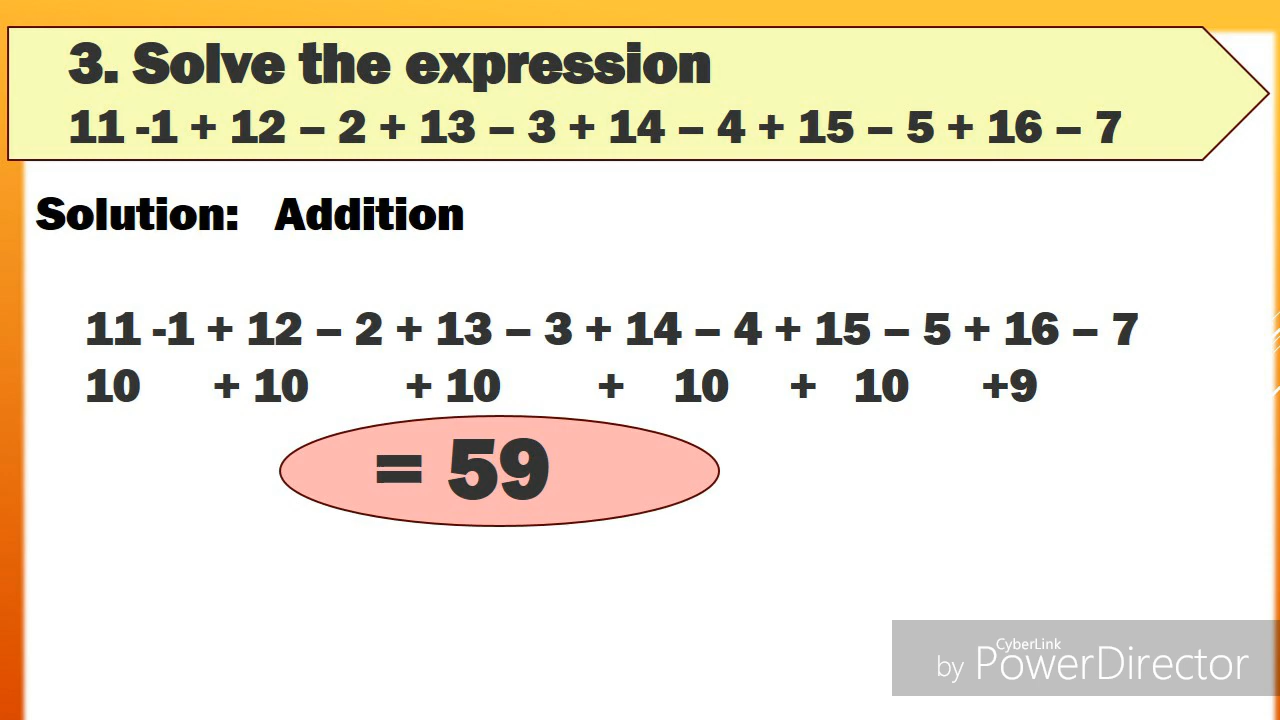 3. Solve the expression
11 -1 + 12 – 2 + 13 – 3 + 14 – 4 + 15 – 5 + 16 – 7
Solution: Addition
11 -1 + 12 – 2 + 13 – 3 + 14 – 4 + 15 – 5 + 16 – 7
10 + 10 + 10 + 10 + 10 +9
= 59
CyberLink
by PowerDirector